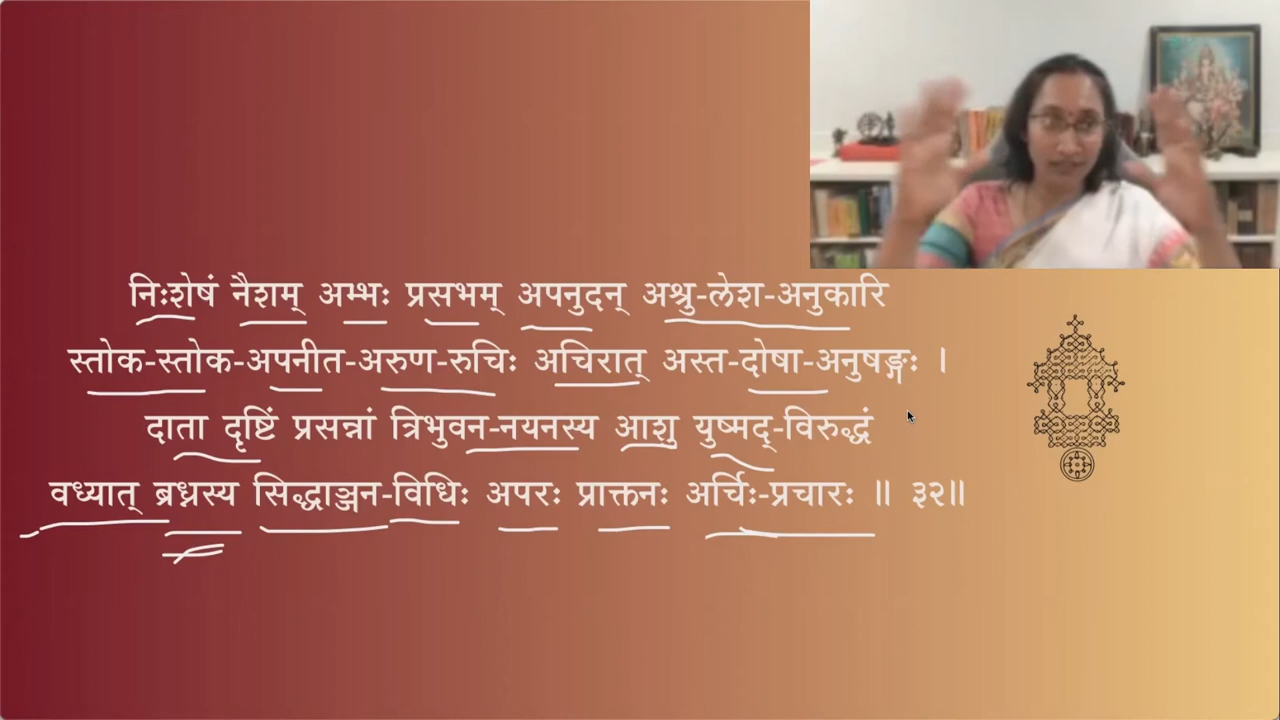 निःशेषं नैशम् अम्भः प्रसभम् अपनुदन् अश्रु-लेश-अनुकारि
स्तोक-स्तोक-अपनीत-अरुण-रुचिः अचिरात् अस्त-दोषा-अनुषङ्गः ।
दाता दृष्टिं प्रसन्नां त्रिभुवन-नयनस्य आशु युष्मद्-विरुद्धं
वध्यात् ब्रध्नस्य सिद्धाञ्जन-विधिः अपरः प्राक्तनः अर्चिः-प्रचारः ॥ ३२॥